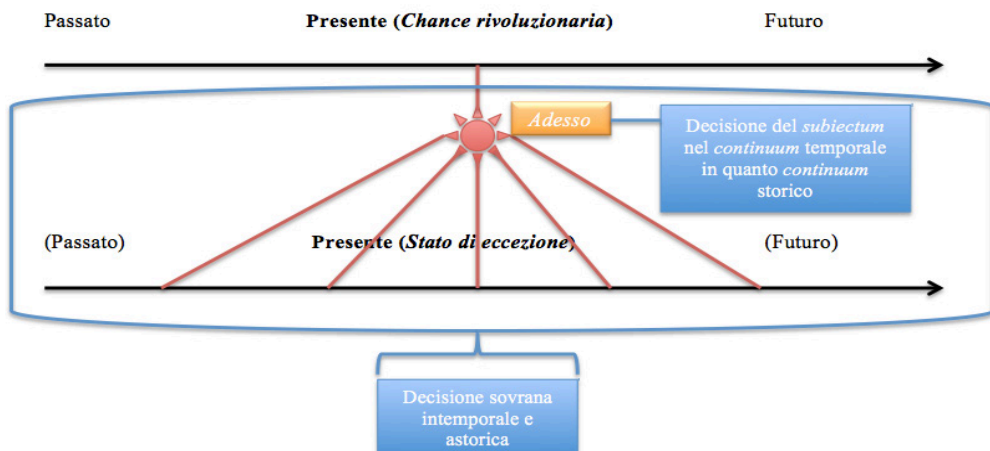 Passato Presente (Chance rivoluzionaria) Futuro
Adesso
Decisione del subiectum
nel continuum temporale
in quanto continuum
storico
(Passato) Presente (Stato di eccezione) (Futuro)
Decisione sovrana
intemporale e
astorica